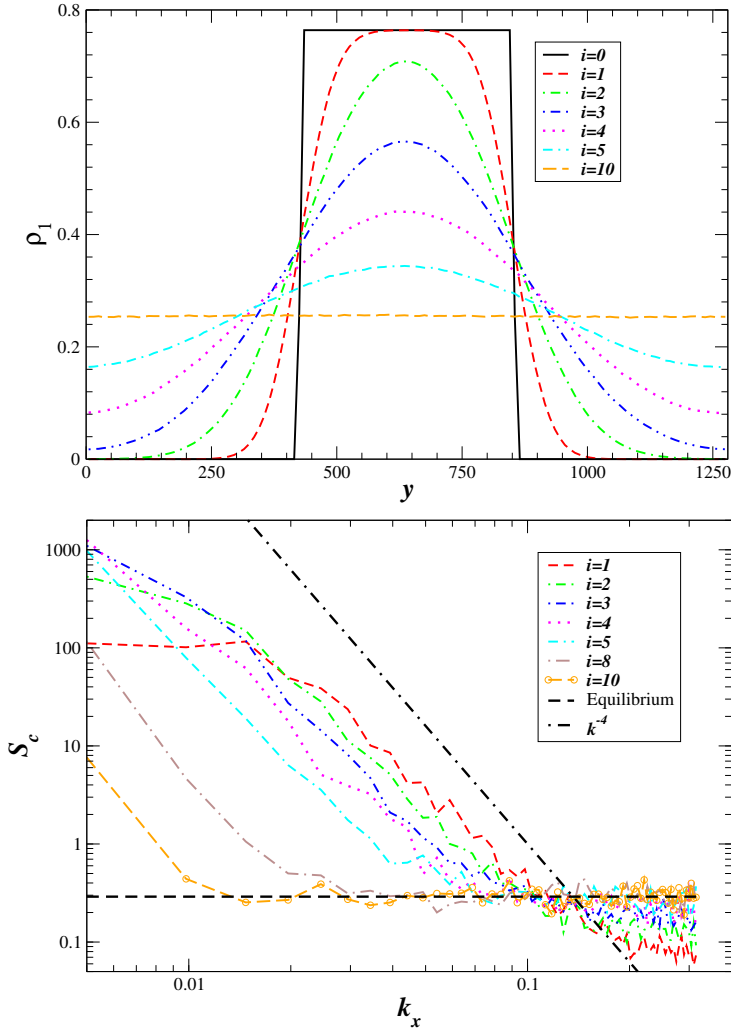 0.8
0.6
0.4
0.2
0
ρ1
i=0
i=1
i=2
i=3
i=4
i=5
i=10
0 250 500 750 1000 1250
y
1000
100
10
1
0.1
Sc
i=1
i=2
i=3
i=4
i=5
i=8
i=10
Equilibrium
k-4
0.01 0.1
kx